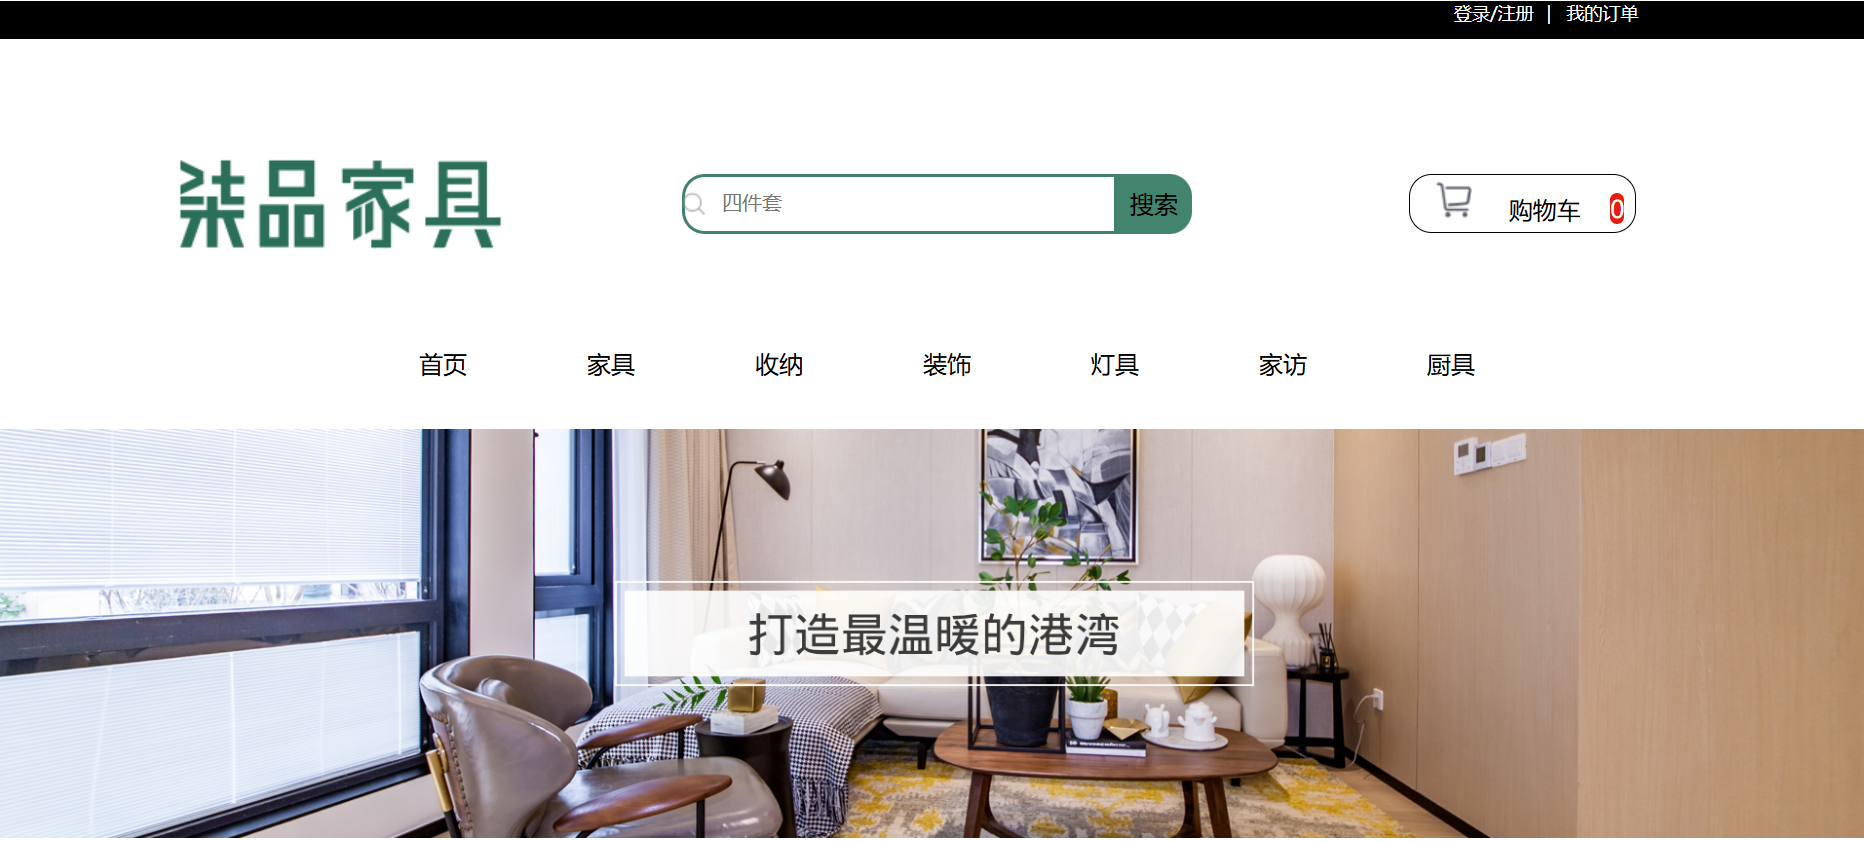 登录/注册 | 我的订单
柒品家具
四件套 搜索
购物车 0
首页 家具 收纳 装饰 灯具 家访 厨具
打造最温暖的港湾